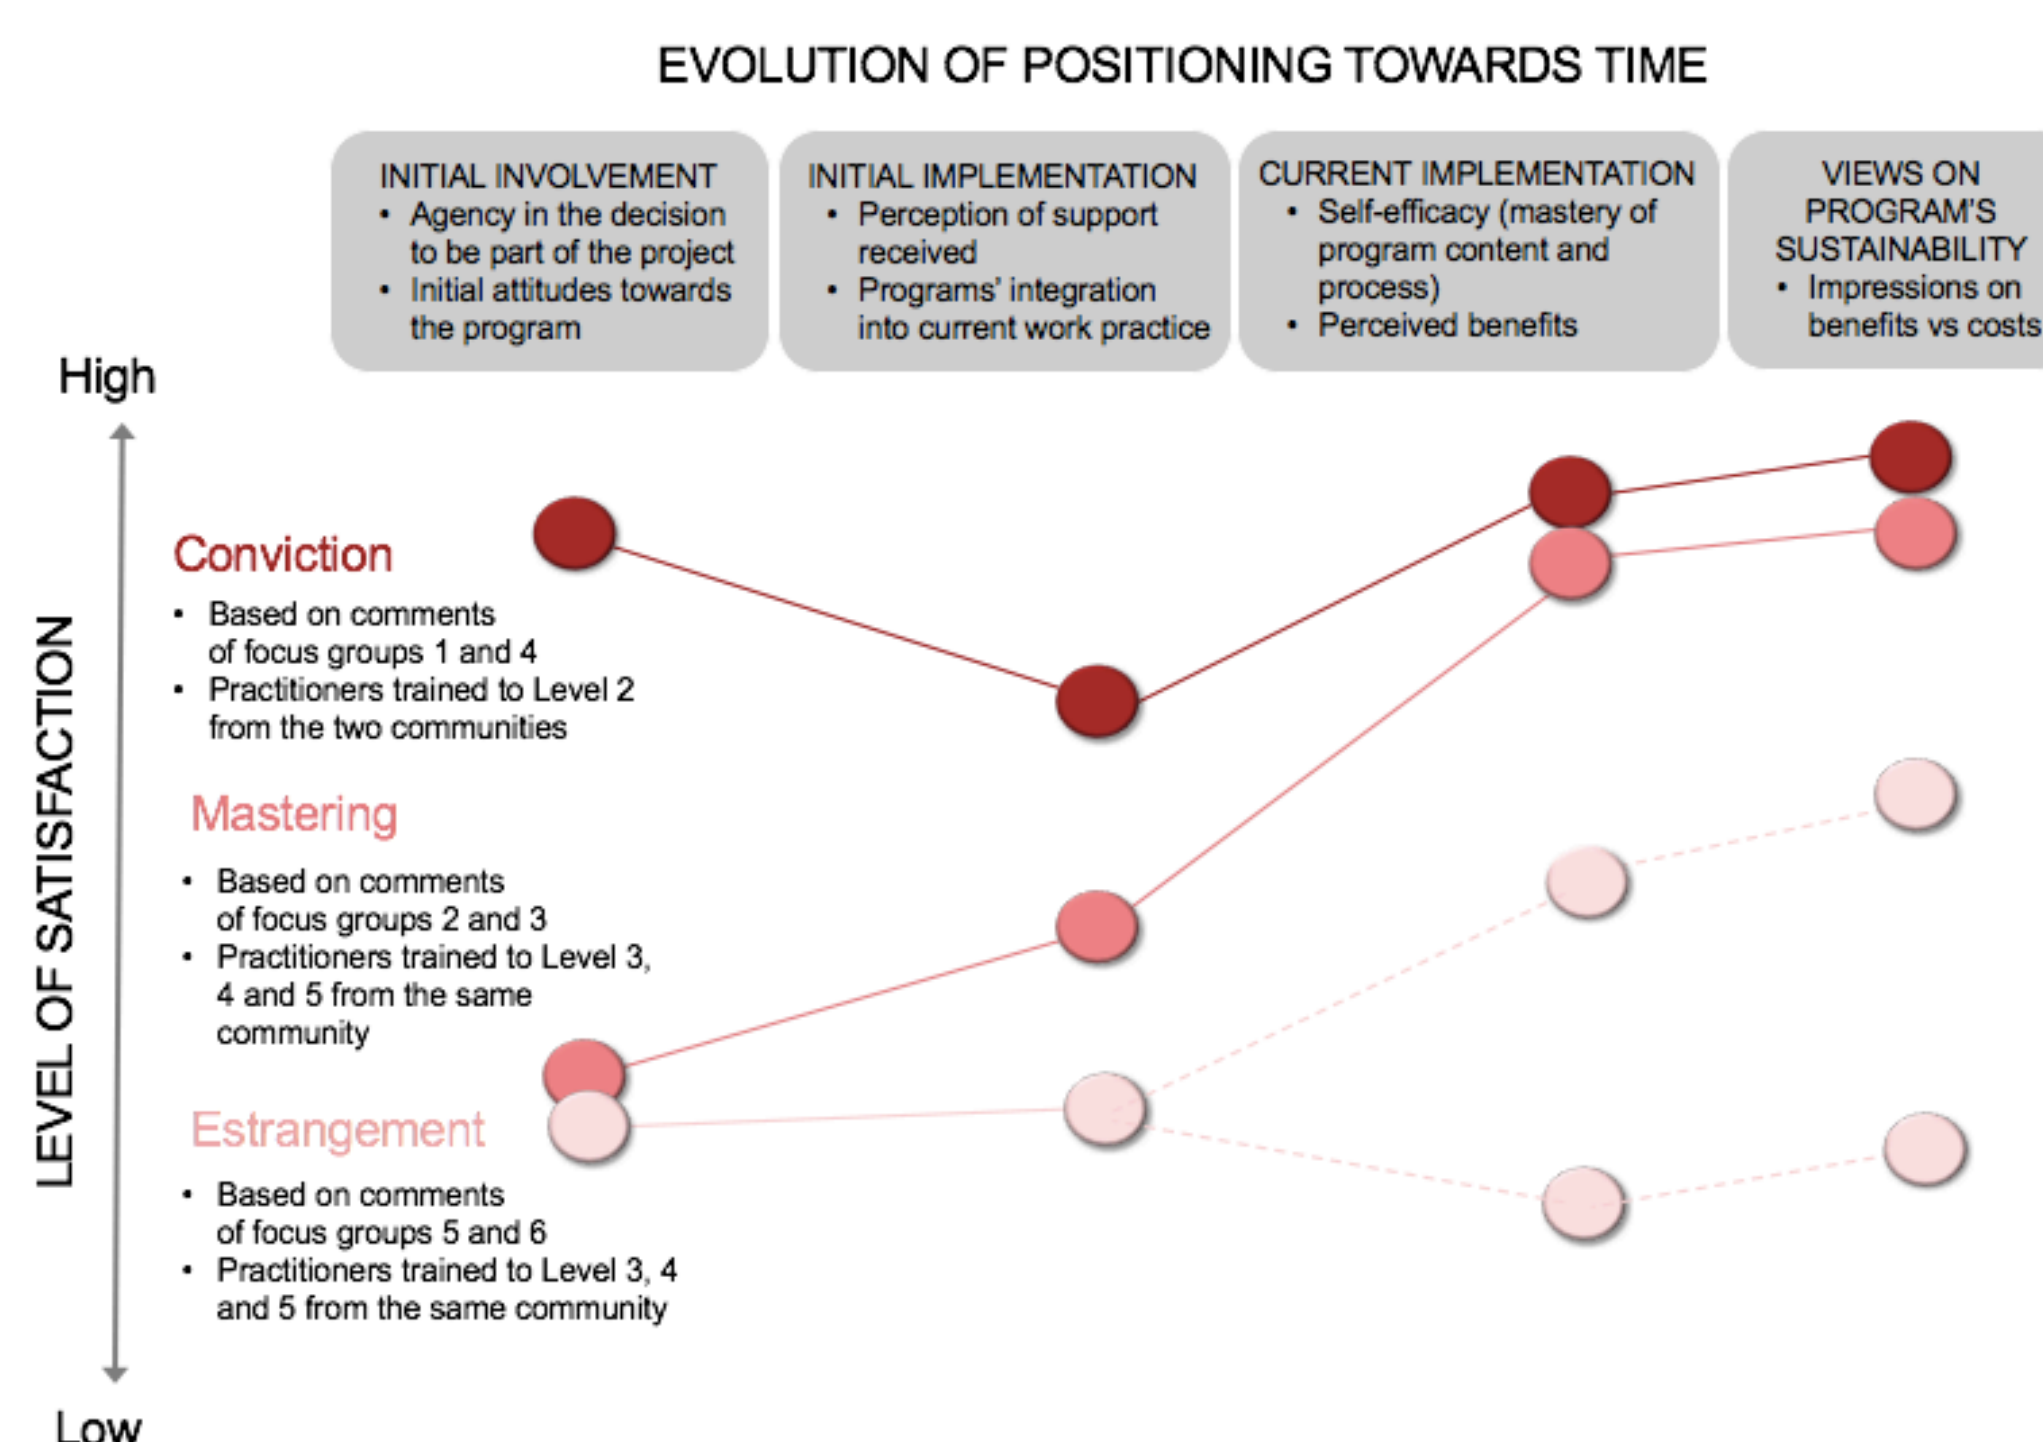 EVOLUTION OF POSITIONING TOWARDS TIME
INITIAL INVOLVEMENT
• Agency in the decision
to be part of the project
• Initial attitudes towards
the program
INITIAL IMPLEMENTATION
• Perception of support
received
• Programs' integration
into current work practice
CURRENT IMPLEMENTATION
• Self-efficacy (mastery of
program content and
process)
• Perceived benefits
VIEWS ON
PROGRAM'S
SUSTAINABILITY
• Impressions on
benefits vs costs
High
LEVEL OF SATISFACTION
Conviction
• Based on comments
of focus groups 1 and 4
• Practitioners trained to Level 2
from the two communities
Mastering
• Based on comments
of focus groups 2 and 3
• Practitioners trained to Level 3,
4 and 5 from the same
community
Estrangement
• Based on comments
of focus groups 5 and 6
• Practitioners trained to Level 3, 4
and 5 from the same community
Low